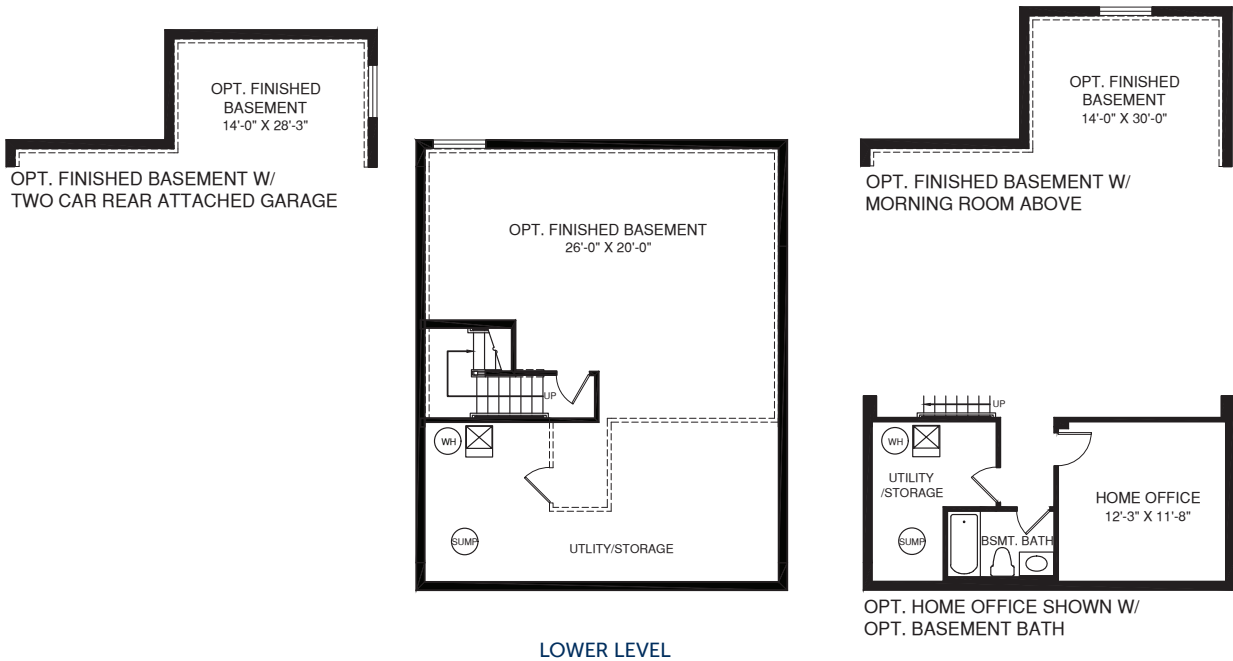 OPT. FINISHED
BASEMENT
14'-0" X 28'-3"
OPT. FINISHED BASEMENT W/
TWO CAR REAR ATTACHED GARAGE
OPT. FINISHED BASEMENT
26'-0" X 20'-0"
UP
WH
SUMP
UTLITY/STORAGE
LOWER LEVEL
OPT. FINISHED
BASEMENT
14'-0" X 30'-0"
OPT. FINISHED BASEMENT W/
MORNING ROOM ABOVE
UP
WH
UTILITY
/STORAGE
SUMP
BSMT. BATH
HOME OFFICE
12'-3" X 11'-8"
OPT. HOME OFFICE SHOWN W/
OPT. BASEMENT BATH